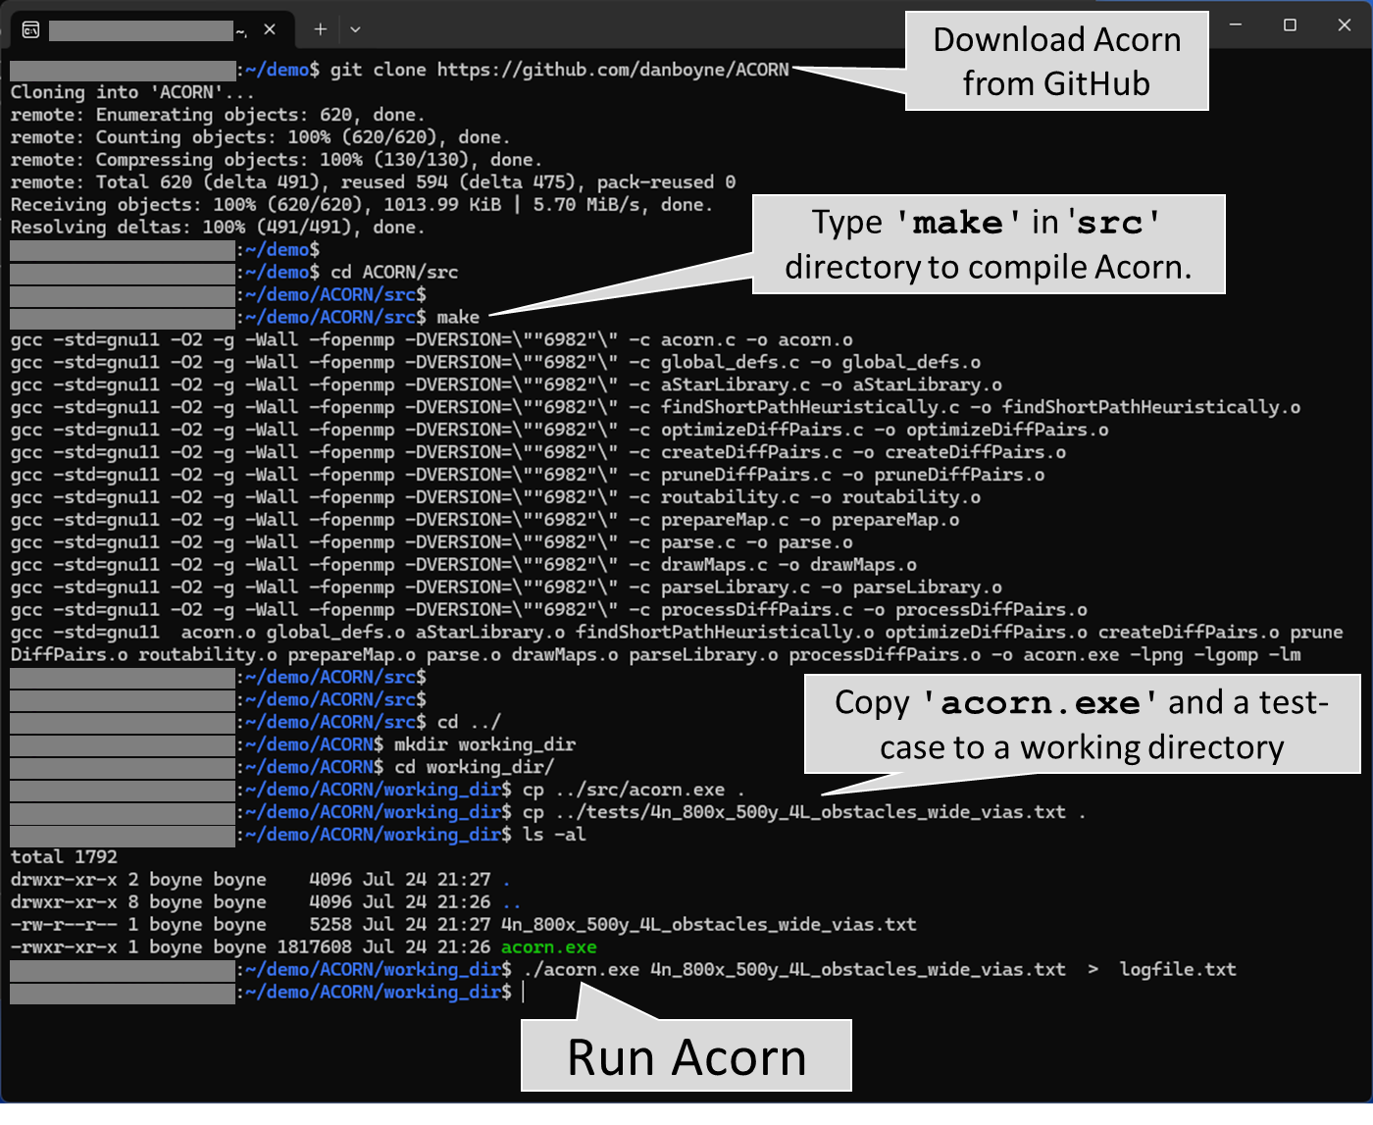 ~,
Download Acorn
from GitHub
:~/demo$ git clone https://github.com/danboyne/ACORN
Cloning into 'ACORN'...
remote: Enumerating objects: 620, done.
remote: Counting objects: 100% (620/620), done.
remote: Compressing objects: 100% (130/130), done.
remote: Total 620 (delta 491), reused 594 (delta 475), pack-reused 0
Receiving objects: 100% (620/620), 1013.99 KiB | 5.70 MiB/s, done.
Resolving deltas: 100% (491/491), done.
Type 'make' in 'src'
directory to compile Acorn.
:~/demo$
:~/demo$ cd ACORN/src
:~/demo/ACORN/src$
:~/demo/ACORN/src$ make
gcc -std=gnu11 -O2 -g -Wall -fopenmp -DVERSION=\""6982"\" -c acorn.c -o acorn.o
gcc -std=gnu11 -O2 -g -Wall -fopenmp -DVERSION=\""6982"\" -c global_defs.c -o global_defs.o
gcc -std=gnu11 -O2 -g -Wall -fopenmp -DVERSION=\""6982"\" -c aStarLibrary.c -o aStarLibrary.o
gcc -std=gnu11 -O2 -g -Wall -fopenmp -DVERSION=\""6982"\" -c findShortPathHeuristically.c -o findShortPathHeuristically.o
gcc -std=gnu11 -O2 -g -Wall -fopenmp -DVERSION=\""6982"\" -c optimizeDiffPairs.c -o optimizeDiffPairs.o
gcc -std=gnu11 -O2 -g -Wall -fopenmp -DVERSION=\""6982"\" -c createDiffPairs.c -o createDiffPairs.o
gcc -std=gnu11 -O2 -g -Wall -fopenmp -DVERSION=\""6982"\" -c pruneDiffPairs.c -o pruneDiffPairs.o
gcc -std=gnu11 -O2 -g -Wall -fopenmp -DVERSION=\""6982"\" -c routability.c -o routability.o
gcc -std=gnu11 -O2 -g -Wall -fopenmp -DVERSION=\""6982"\" -c prepareMap.c -o prepareMap.o
gcc -std=gnu11 -O2 -g -Wall -fopenmp -DVERSION=\""6982"\" -c parse.c -o parse.o
gcc -std=gnu11 -O2 -g -Wall -fopenmp -DVERSION=\""6982"\" -c drawMaps.c -o drawMaps.o
gcc -std=gnu11 -O2 -g -Wall -fopenmp -DVERSION=\""6982"\" -c parseLibrary.c -o parseLibrary.o
gcc -std=gnu11 -O2 -g -Wall -fopenmp -DVERSION=\""6982"\" -c processDiffPairs.c -o processDiffPairs.o
gcc -std=gnu11  acorn.o global_defs.o aStarLibrary.o findShortPathHeuristically.o optimizeDiffPairs.o createDiffPairs.o prune
DiffPairs.o routability.o prepareMap.o parse.o drawMaps.o parseLibrary.o processDiffPairs.o -o acorn.exe -lpng -lgomp -lm
:~/demo/ACORN/src$
:~/demo/ACORN/src$
:~/demo/ACORN/src$ cd ../
:~/demo/ACORN$ mkdir working_dir
:~/demo/ACORN$ cd working_dir/
Copy 'acorn.exe' and a test-
case to a working directory
:~/demo/ACORN/working_dir$ cp ../src/acorn.exe .
:~/demo/ACORN/working_dir$ cp ../tests/4n_800x_500y_4L_obstacles_wide_vias.txt .
:~/demo/ACORN/working_dir$ ls -al
total 1792
drwxr-xr-x 2 boyne boyne    4096 Jul 24 21:27 .
drwxr-xr-x 8 boyne boyne    4096 Jul 24 21:26 ..
-rw-r--r-- 1 boyne boyne    5258 Jul 24 21:27 4n_800x_500y_4L_obstacles_wide_vias.txt
-rwxr-xr-x 1 boyne boyne 1817608 Jul 24 21:26 acorn.exe
:~/demo/ACORN/working_dir$ ./acorn.exe 4n_800x_500y_4L_obstacles_wide_vias.txt  >  logfile.txt
:~/demo/ACORN/working_dir$
Run Acorn